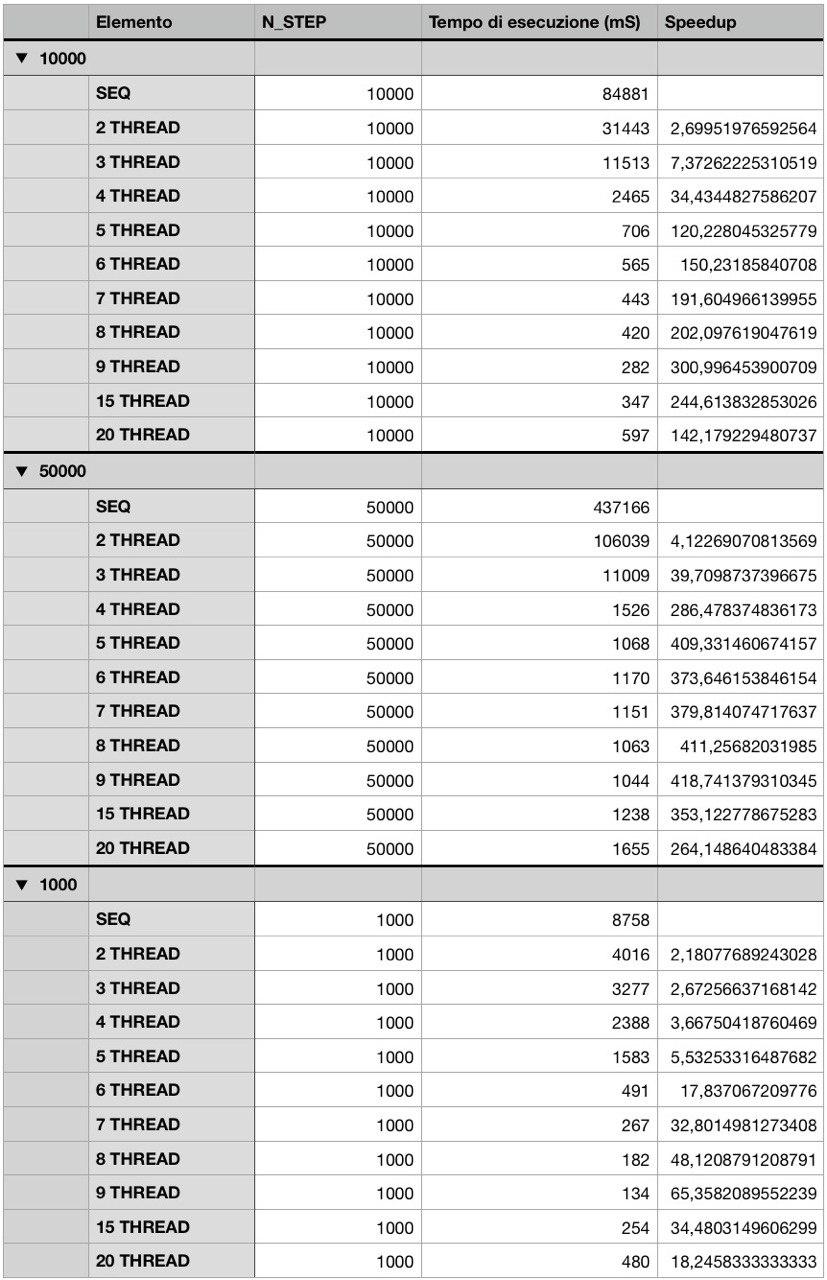 Elemento N_STEP Tempo di esecuzione (mS) Speedup
▼ 10000
SEQ 10000 84881
2 THREAD 10000 31443 2,69951976592564
3 THREAD 10000 11513 7,37262225310519
4 THREAD 10000 2465 34,4344827586207
5 THREAD 10000 706 120,228045325779
6 THREAD 10000 565 150,23185840708
7 THREAD 10000 443 191,604966139955
8 THREAD 10000 420 202,097619047619
9 THREAD 10000 282 300,996453900709
15 THREAD 10000 347 244,613832853026
20 THREAD 10000 597 142,179229480737
▼ 50000
SEQ 50000 437166
2 THREAD 50000 106039 4,12269070813569
3 THREAD 50000 11009 39,7098737396675
4 THREAD 50000 1526 286,478374836173
5 THREAD 50000 1068 409,331460674157
6 THREAD 50000 1170 373,646153846154
7 THREAD 50000 1151 379,814074717637
8 THREAD 50000 1063 411,25682031985
9 THREAD 50000 1044 418,741379310345
15 THREAD 50000 1238 353,122778675283
20 THREAD 50000 1655 264,148640483384
▼ 1000
SEQ 1000 8758
2 THREAD 1000 4016 2,18077689243028
3 THREAD 1000 3277 2,67256637168142
4 THREAD 1000 2388 3,66750418760469
5 THREAD 1000 1583 5,53253316487682
6 THREAD 1000 491 17,837067209776
7 THREAD 1000 267 32,8014981273408
8 THREAD 1000 182 48,1208791208791
9 THREAD 1000 134 65,3582089552239
15 THREAD 1000 254 34,4803149606299
20 THREAD 1000 480 18,2458333333333